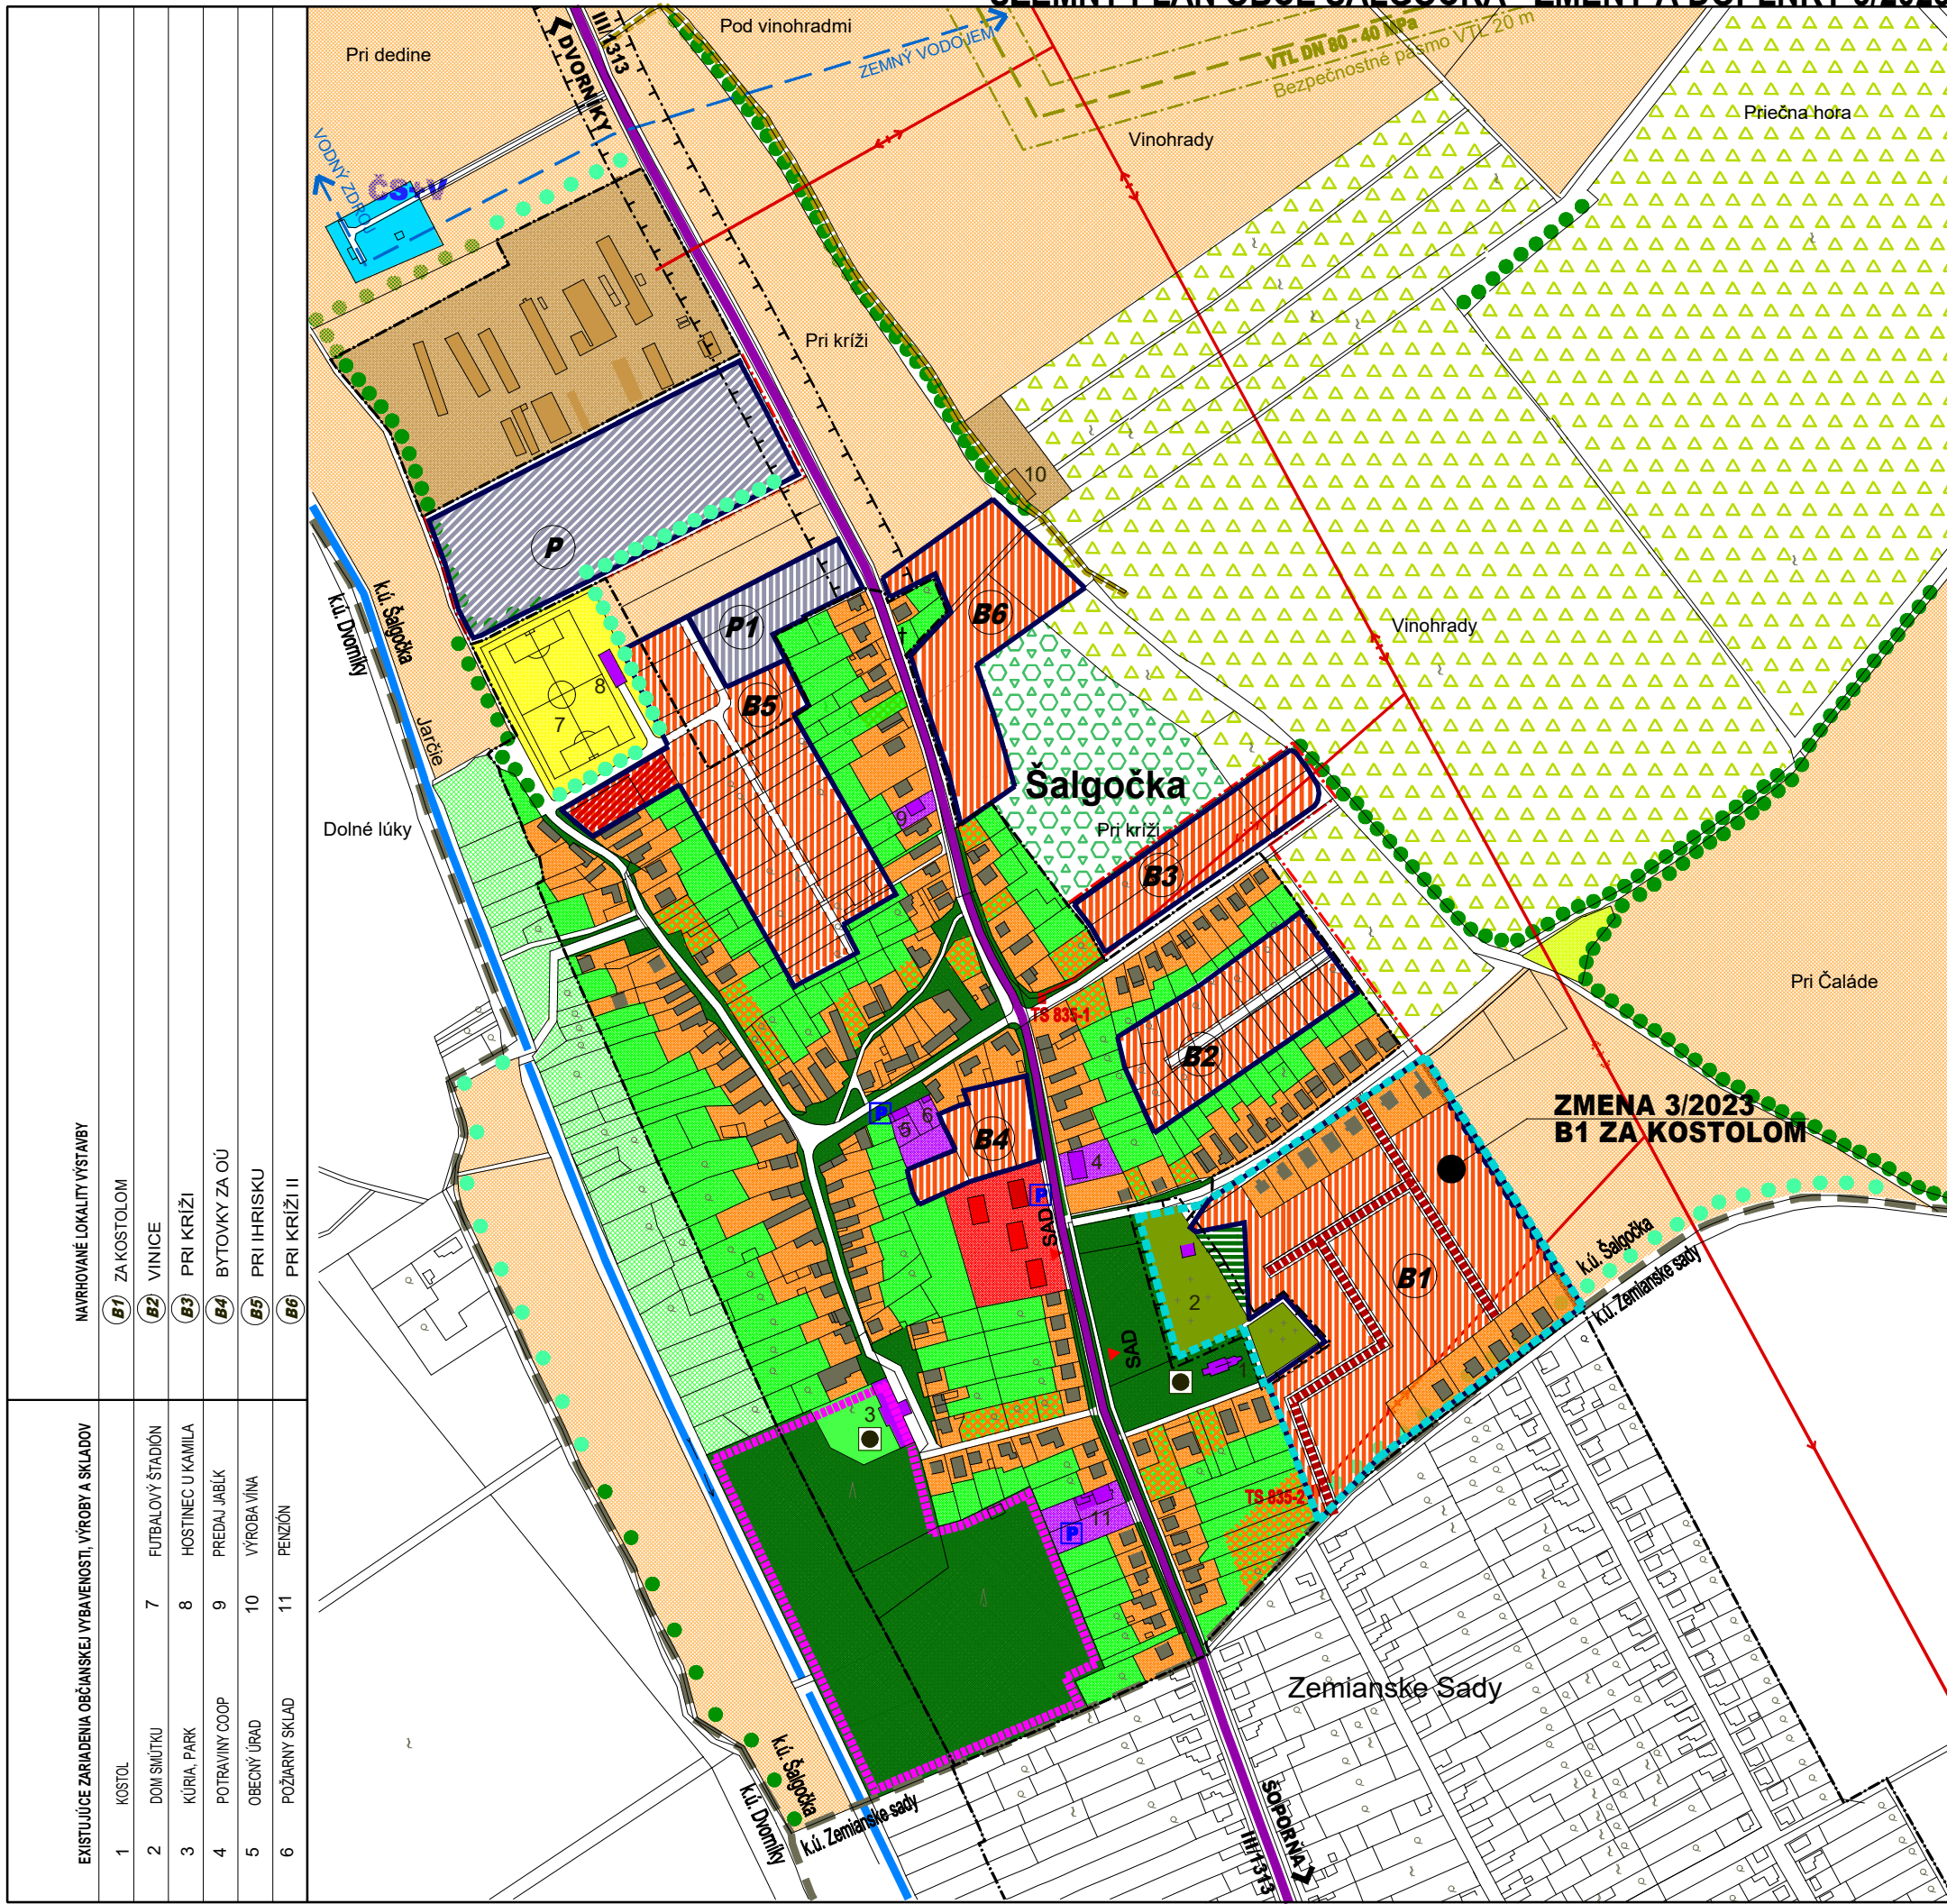 NAVRHOVANÉ LOKALITY VÝSTAVBY
B1 ZA KOSTOLOM
B2 VINICE
B3 PRI KRIŽI
B4 BYTOVKY ZA OÚ
B5 PRI IHRISKU
B6 PRI KRIŽI II
EXISTUJÚCE ZARIADENIA OBČIANSKEJ VYBAVENOSTI, VÝROBY A SKLADOV
1 KOSTOL
2 DOM SMÚTKU 7 FUTBALOVÝ ŠTADIÓN
3 KÚRIA, PARK 8 HOSTINEC U KAMILA
4 POTRAVINY COOP 9 PREDAJ JABĹK
5 OBECNÝ ÚRAD 10 VÝROBA VÍNA
6 POŽIARNY SKLAD 11 PENZIÓN
Pri dedine
DVORNÍKY
III/1313
Pod vinohradmi
ZEMNÝ VODOJEM
VTL DN 80 - 40 MPa
Bezpečnostné pásmo VTL 20 m
Vinohrady
Priečna hora
VODNÝ ZDROJ
ČS+V
Pri kríži
10
P
k.ú. Šalgočka
k.ú. Dvorníky
P1
B6
Vinohrady
8
7
B5
Jarčie
Šalgočka
9
Dolné lúky
Pri kríži
B3
Pri Čaláde
TS 835-1
B2
ZMENA 3/2023
B1 ZA KOSTOLOM
P
6
5
B4
4
P
SAD
k.ú. Šalgočka
k.ú. Zemianske sady
B1
2
SAD
1
3
TS 835-2
11
P
Zemianske Sady
k.ú. Šalgočka
k.ú. Dvorníky
k.ú. Zemianske sady
ŠOPORŇA
III/1313